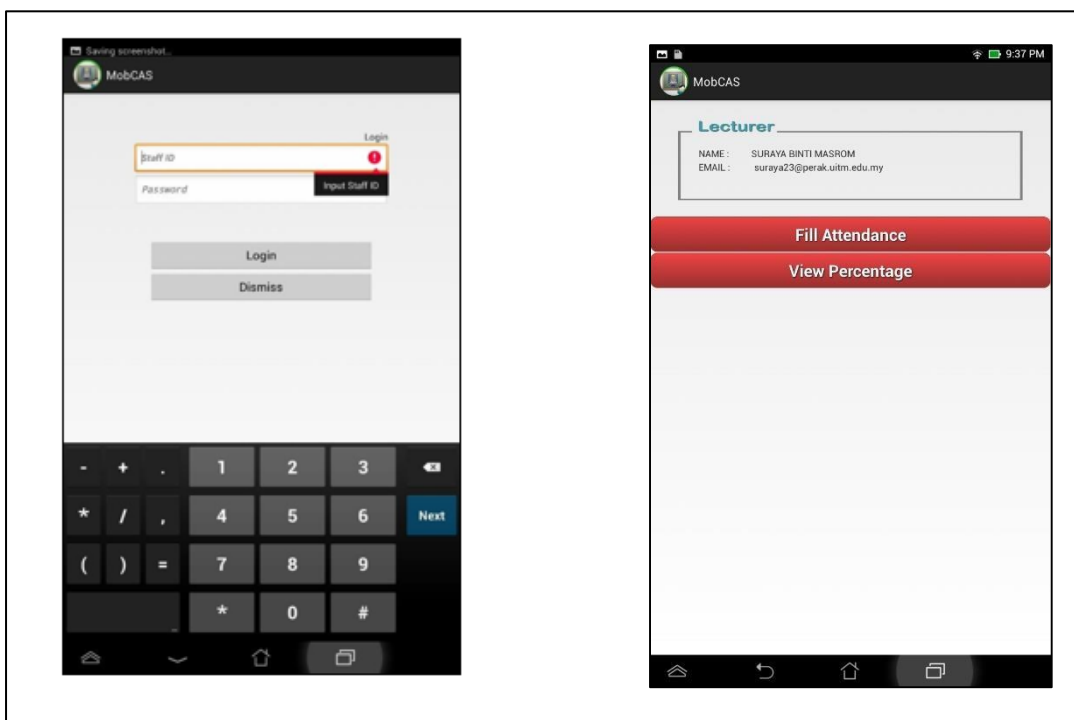 Saving screenshot...
MobCAS
Login
Staff ID
Password
Input Staff ID
Login
Dismiss
- + . 1 2 3
* / , 4 5 6 Next
( ) = 7 8 9
* 0 #
9:37 PM
MobCAS
Lecturer
NAME : SURAYA BINTI MASROM
EMAIL : suraya23@perak.uitm.edu.my
Fill Attendance
View Percentage